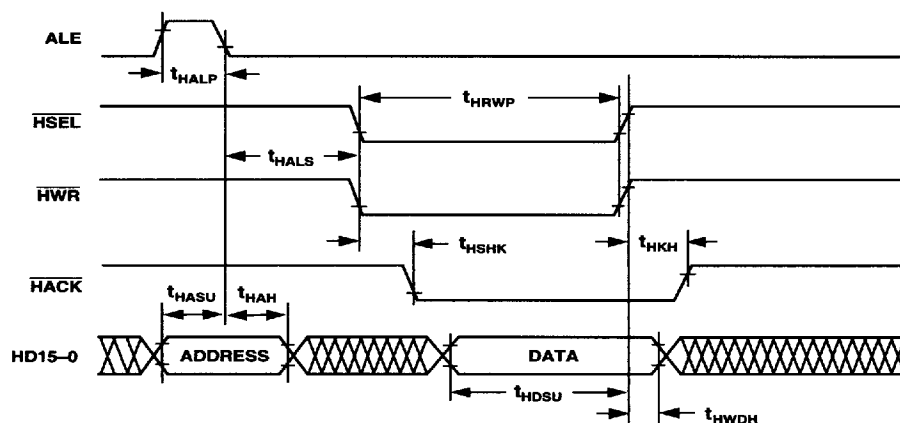 ALE
tHALP
HSEL
tHRWP
tHALS
HWR
tHSHK
tHKH
HACK
tHASU
tHAH
HD15–0
ADDRESS
DATA
tHDSU
tHWDH